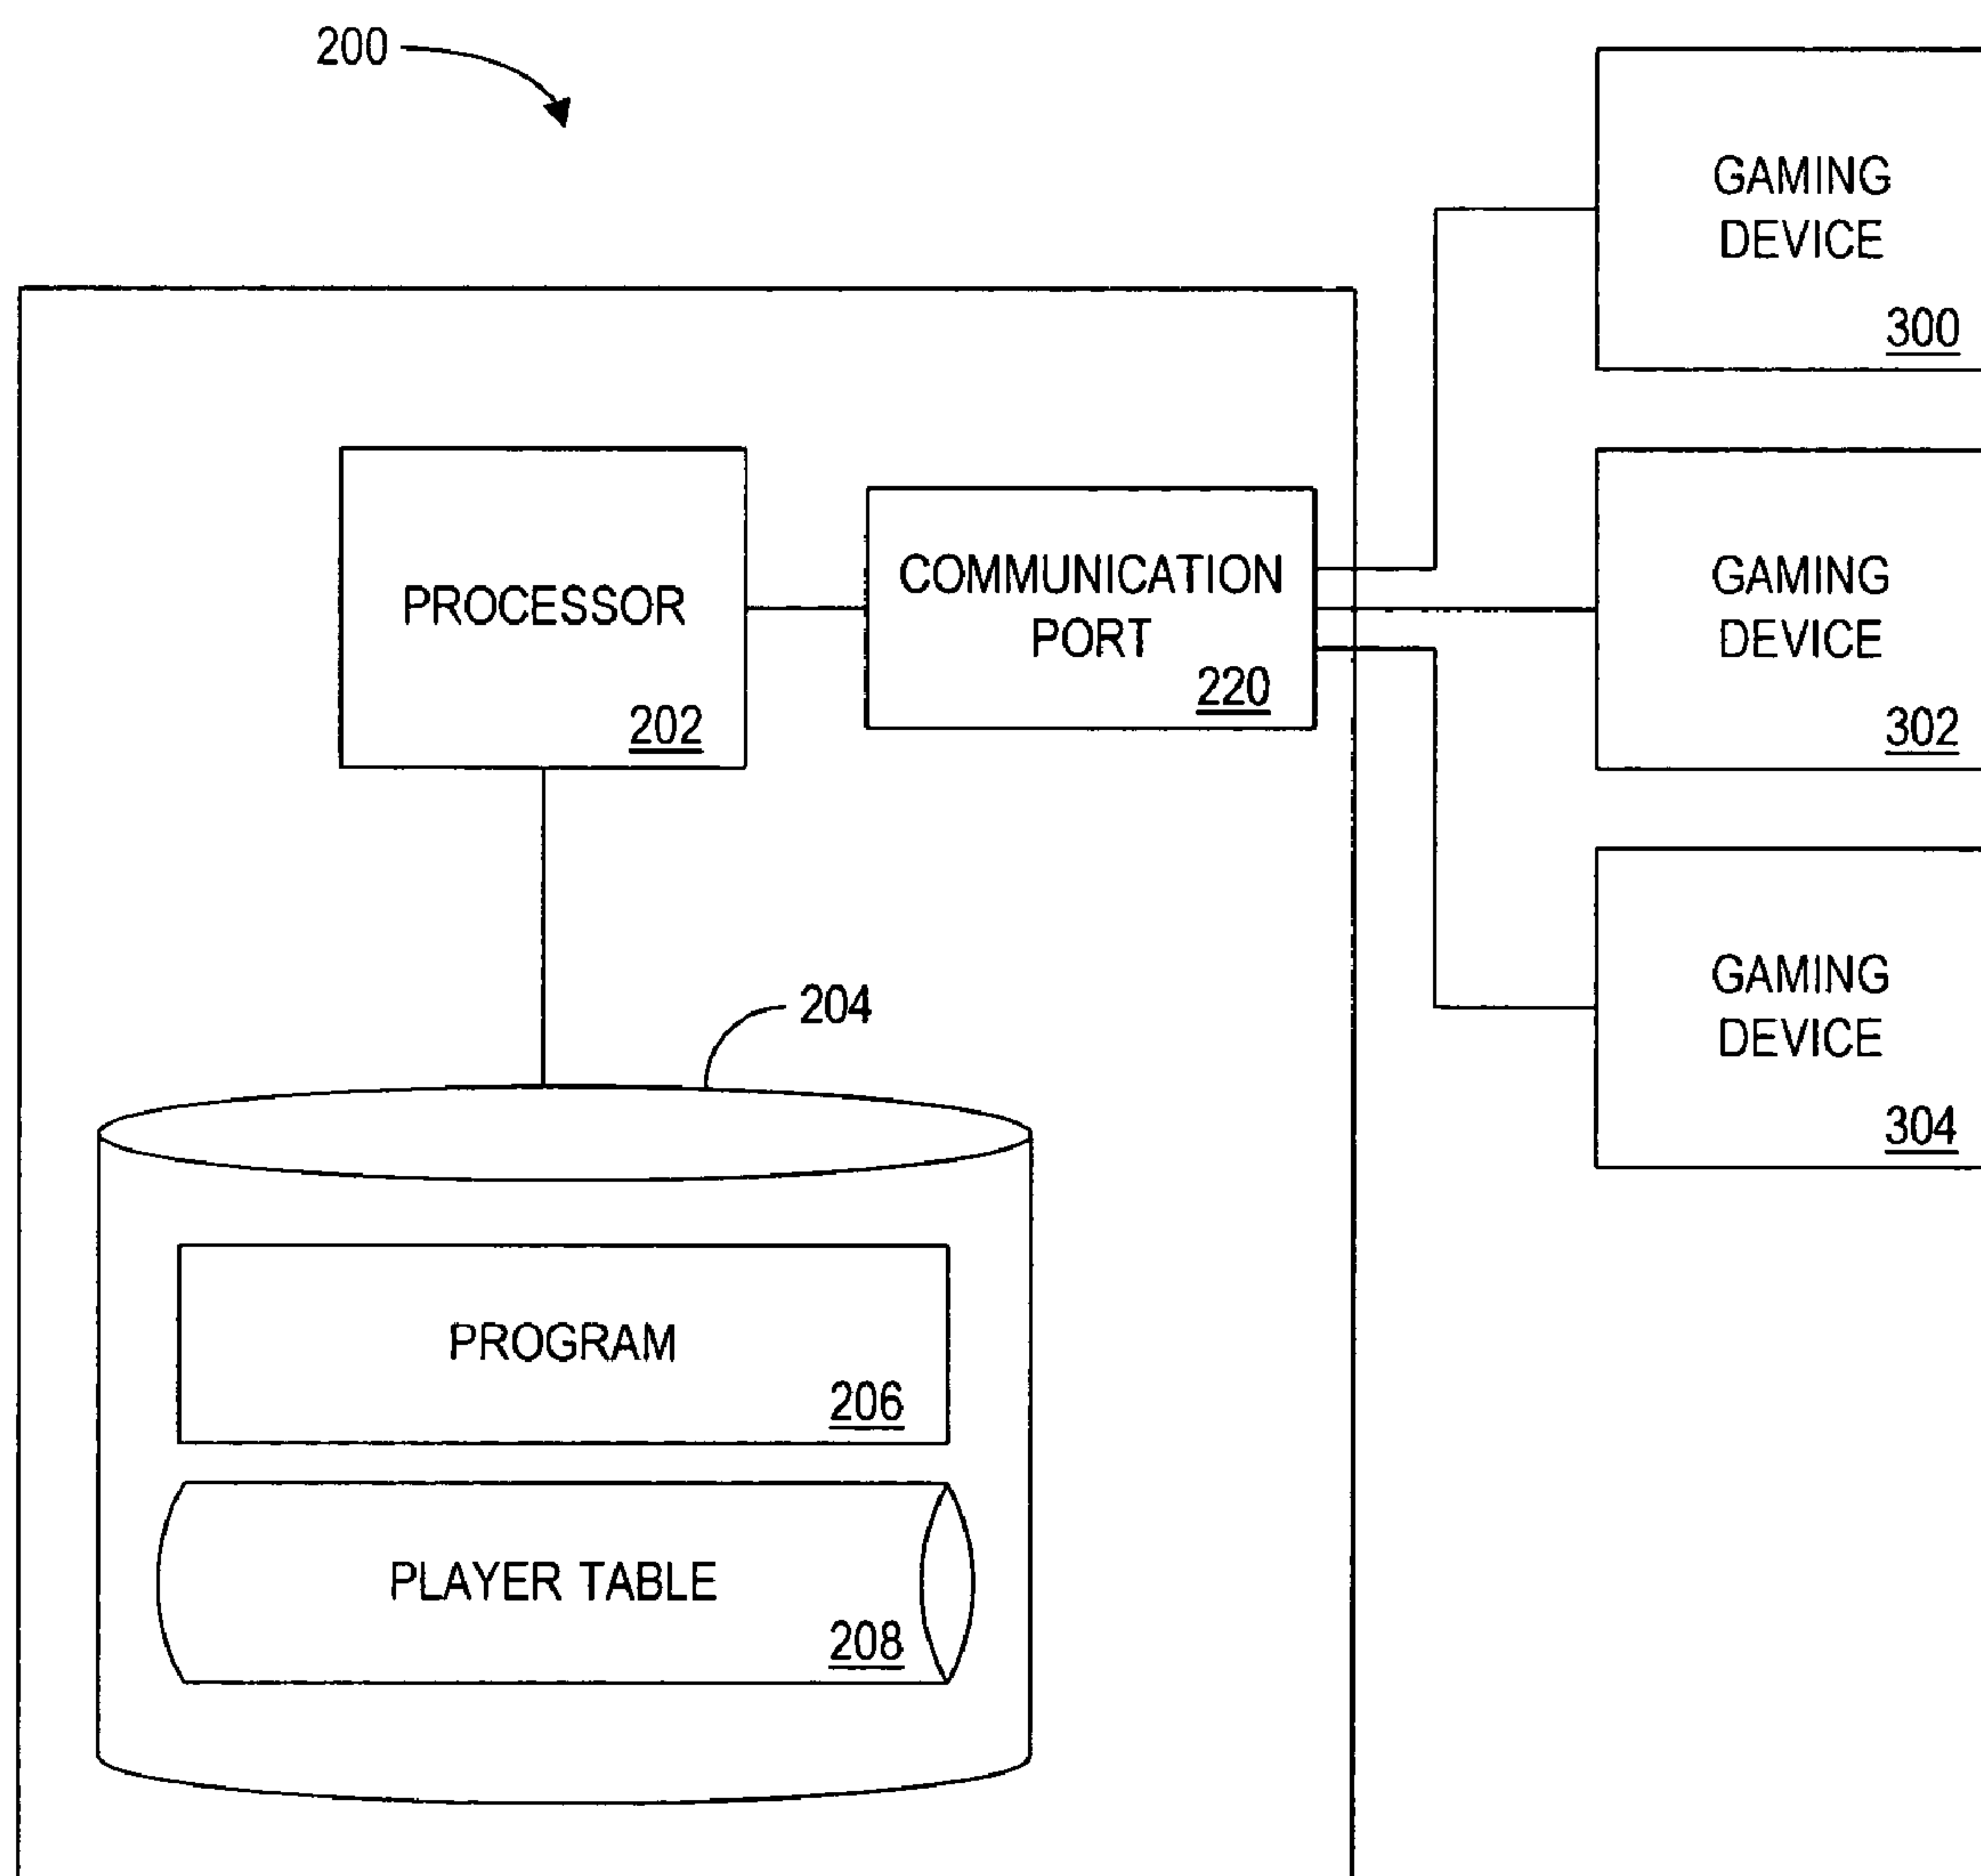 200
GAMING
DEVICE
300
PROCESSOR
202
COMMUNICATION
PORT
220
GAMING
DEVICE
302
204
GAMING
DEVICE
304
PROGRAM
206
PLAYER TABLE
208